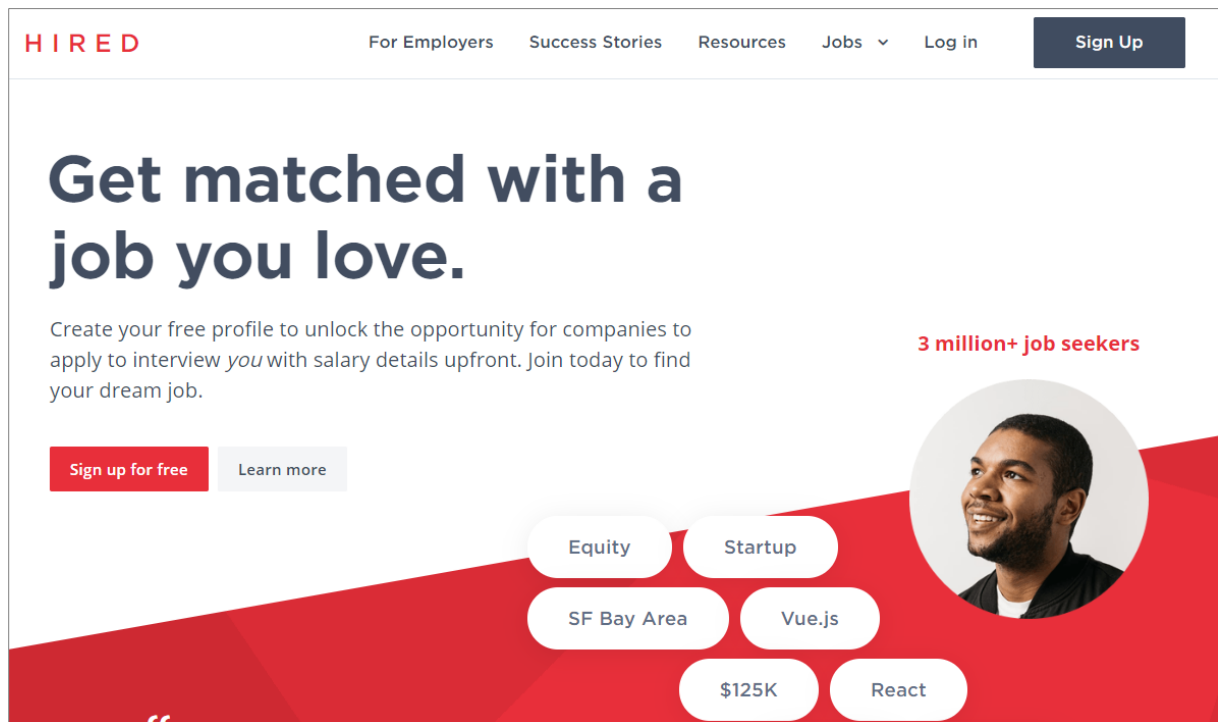 HIRED
For Employers Success Stories Resources Jobs Log in Sign Up
Get matched with a
job you love.
Create your free profile to unlock the opportunity for companies to
apply to interview you with salary details upfront. Join today to find
your dream job.
Sign up for free Learn more
3 million+ job seekers
Equity Startup
SF Bay Area Vue.js
$125K React
“